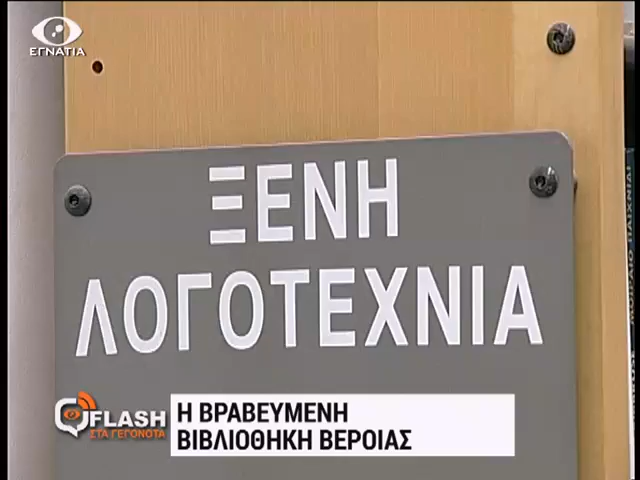 ΕΓΝΑΤΙΑ
ΞΕΝΗ
ΛΟΓΟΤΕΧΝΙΑ
FLASH
ΣΤΑ ΓΕΓΟΝΟΤΑ
Η ΒΡΑΒΕΥΜΕΝΗ
ΒΙΒΛΙΟΘΗΚΗ ΒΕΡΟΙΑΣ